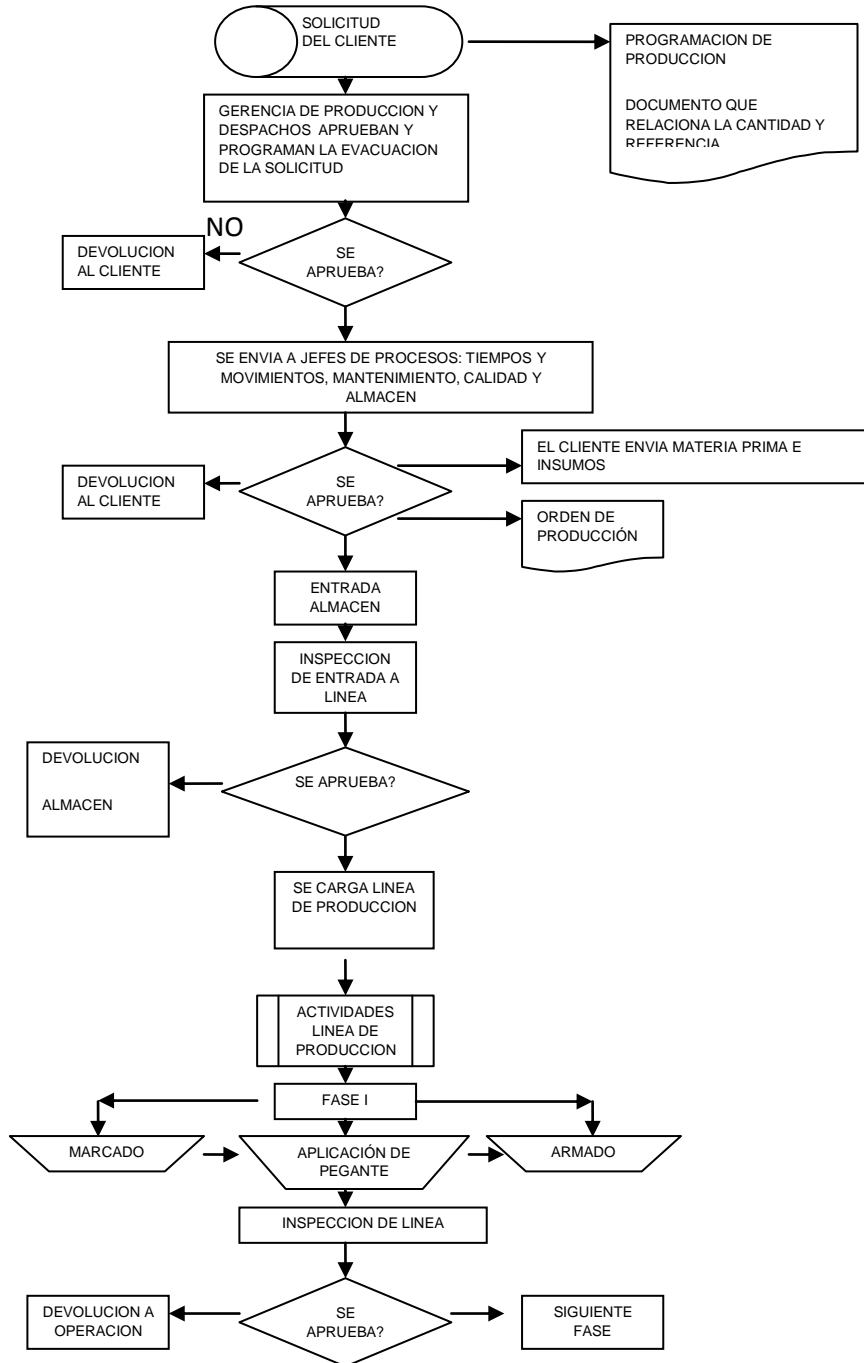 SOLICITUD
DEL CLIENTE
PROGRAMACION DE
PRODUCCION
DOCUMENTO QUE
RELACIONA LA CANTIDAD Y
REFERENCIA
GERENCIA DE PRODUCCION Y
DESPACHOS APRUEBAN Y
PROGRAMAN LA EVACUACION
DE LA SOLICITUD
NO
DEVOLUCION
AL CLIENTE
SE
APRUEBA?
SE ENVIA A JEFES DE PROCESOS: TIEMPOS Y
MOVIMIENTOS, MANTENIMIENTO, CALIDAD Y
ALMACEN
EL CLIENTE ENVIA MATERIA PRIMA E
INSUMOS
DEVOLUCION
AL CLIENTE
SE
APRUEBA?
ORDEN DE
PRODUCCIÓN
ENTRADA
ALMACEN
INSPECCION
DE ENTRADA A
LINEA
DEVOLUCION
ALMACEN
SE APRUEBA?
SE CARGA LINEA
DE PRODUCCION
ACTIVIDADES
LINEA DE
PRODUCCION
FASE I
MARCADO
APLICACIÓN DE
PEGANTE
ARMADO
INSPECCION DE LINEA
DEVOLUCION A
OPERACION
SE
APRUEBA?
SIGUIENTE
FASE